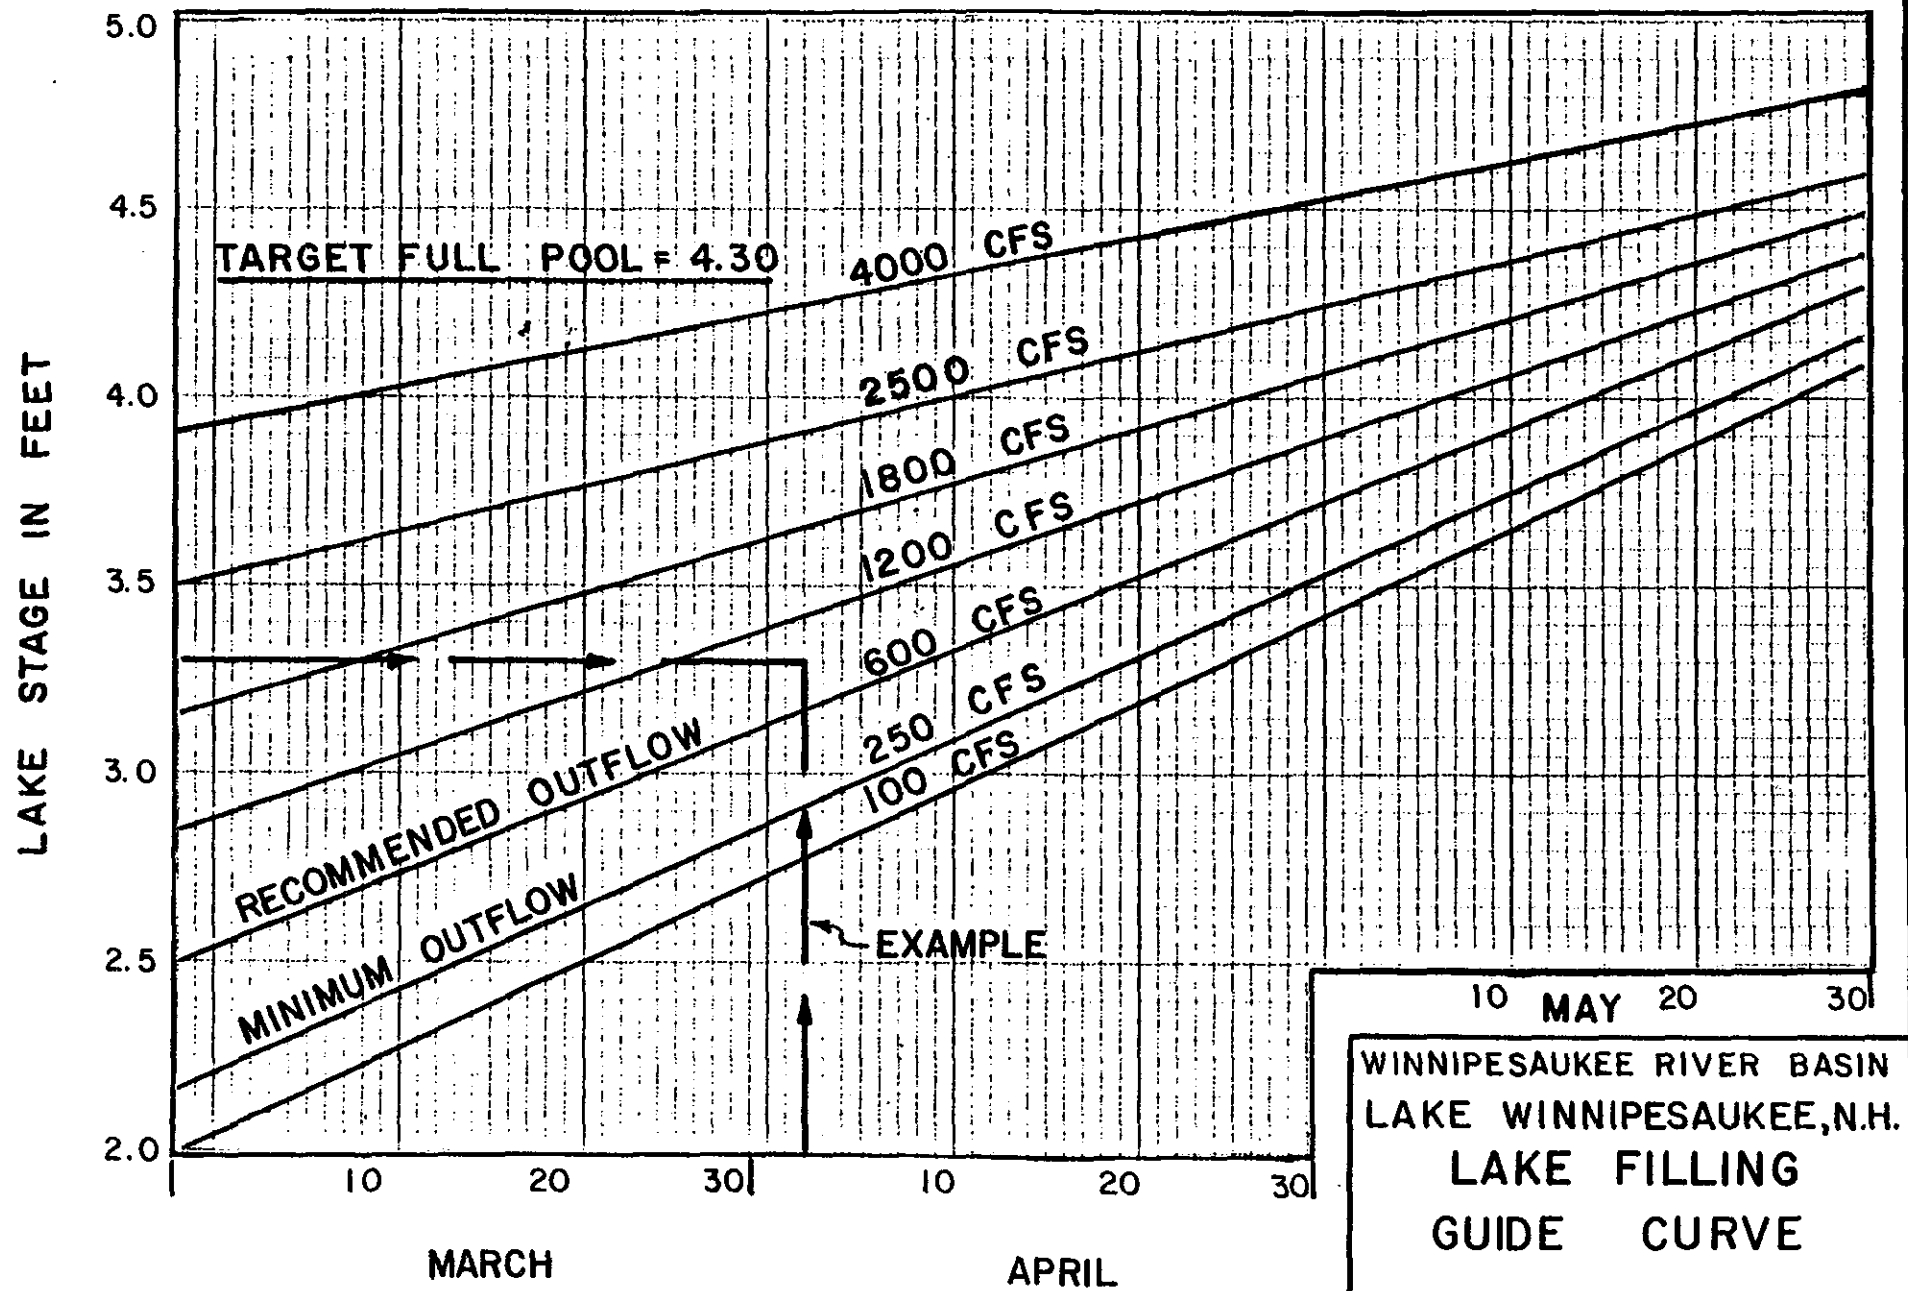 5.0
4.5
4.0
3.5
3.0
2.5
2.0
LAKE STAGE IN FEET
TARGET FULL POOL = 4.30
4000 CFS
2500 CFS
1800 CFS
1200 CFS
600 CFS
250 CFS
100 CFS
RECOMMENDED OUTFLOW
MINIMUM OUTFLOW
EXAMPLE
10 20 30 10 20 30
10 MAY 20 30
MARCH APRIL
WINNIPESAUKEE RIVER BASIN
LAKE WINNIPESAUKEE, N.H.
LAKE FILLING
GUIDE CURVE